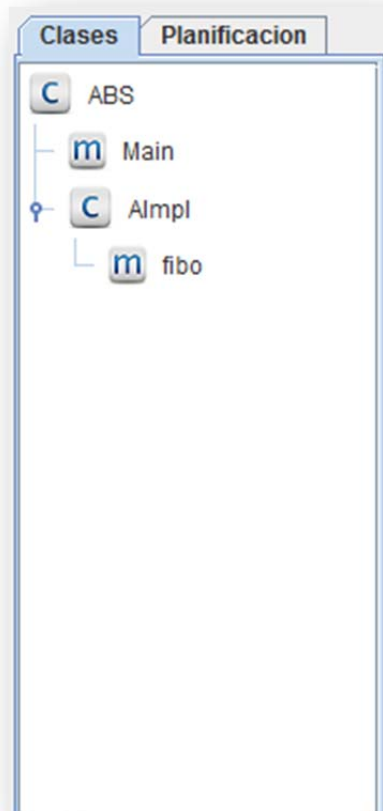 Clases Planificacion
C ABS
m Main
C AImpl
m fibo